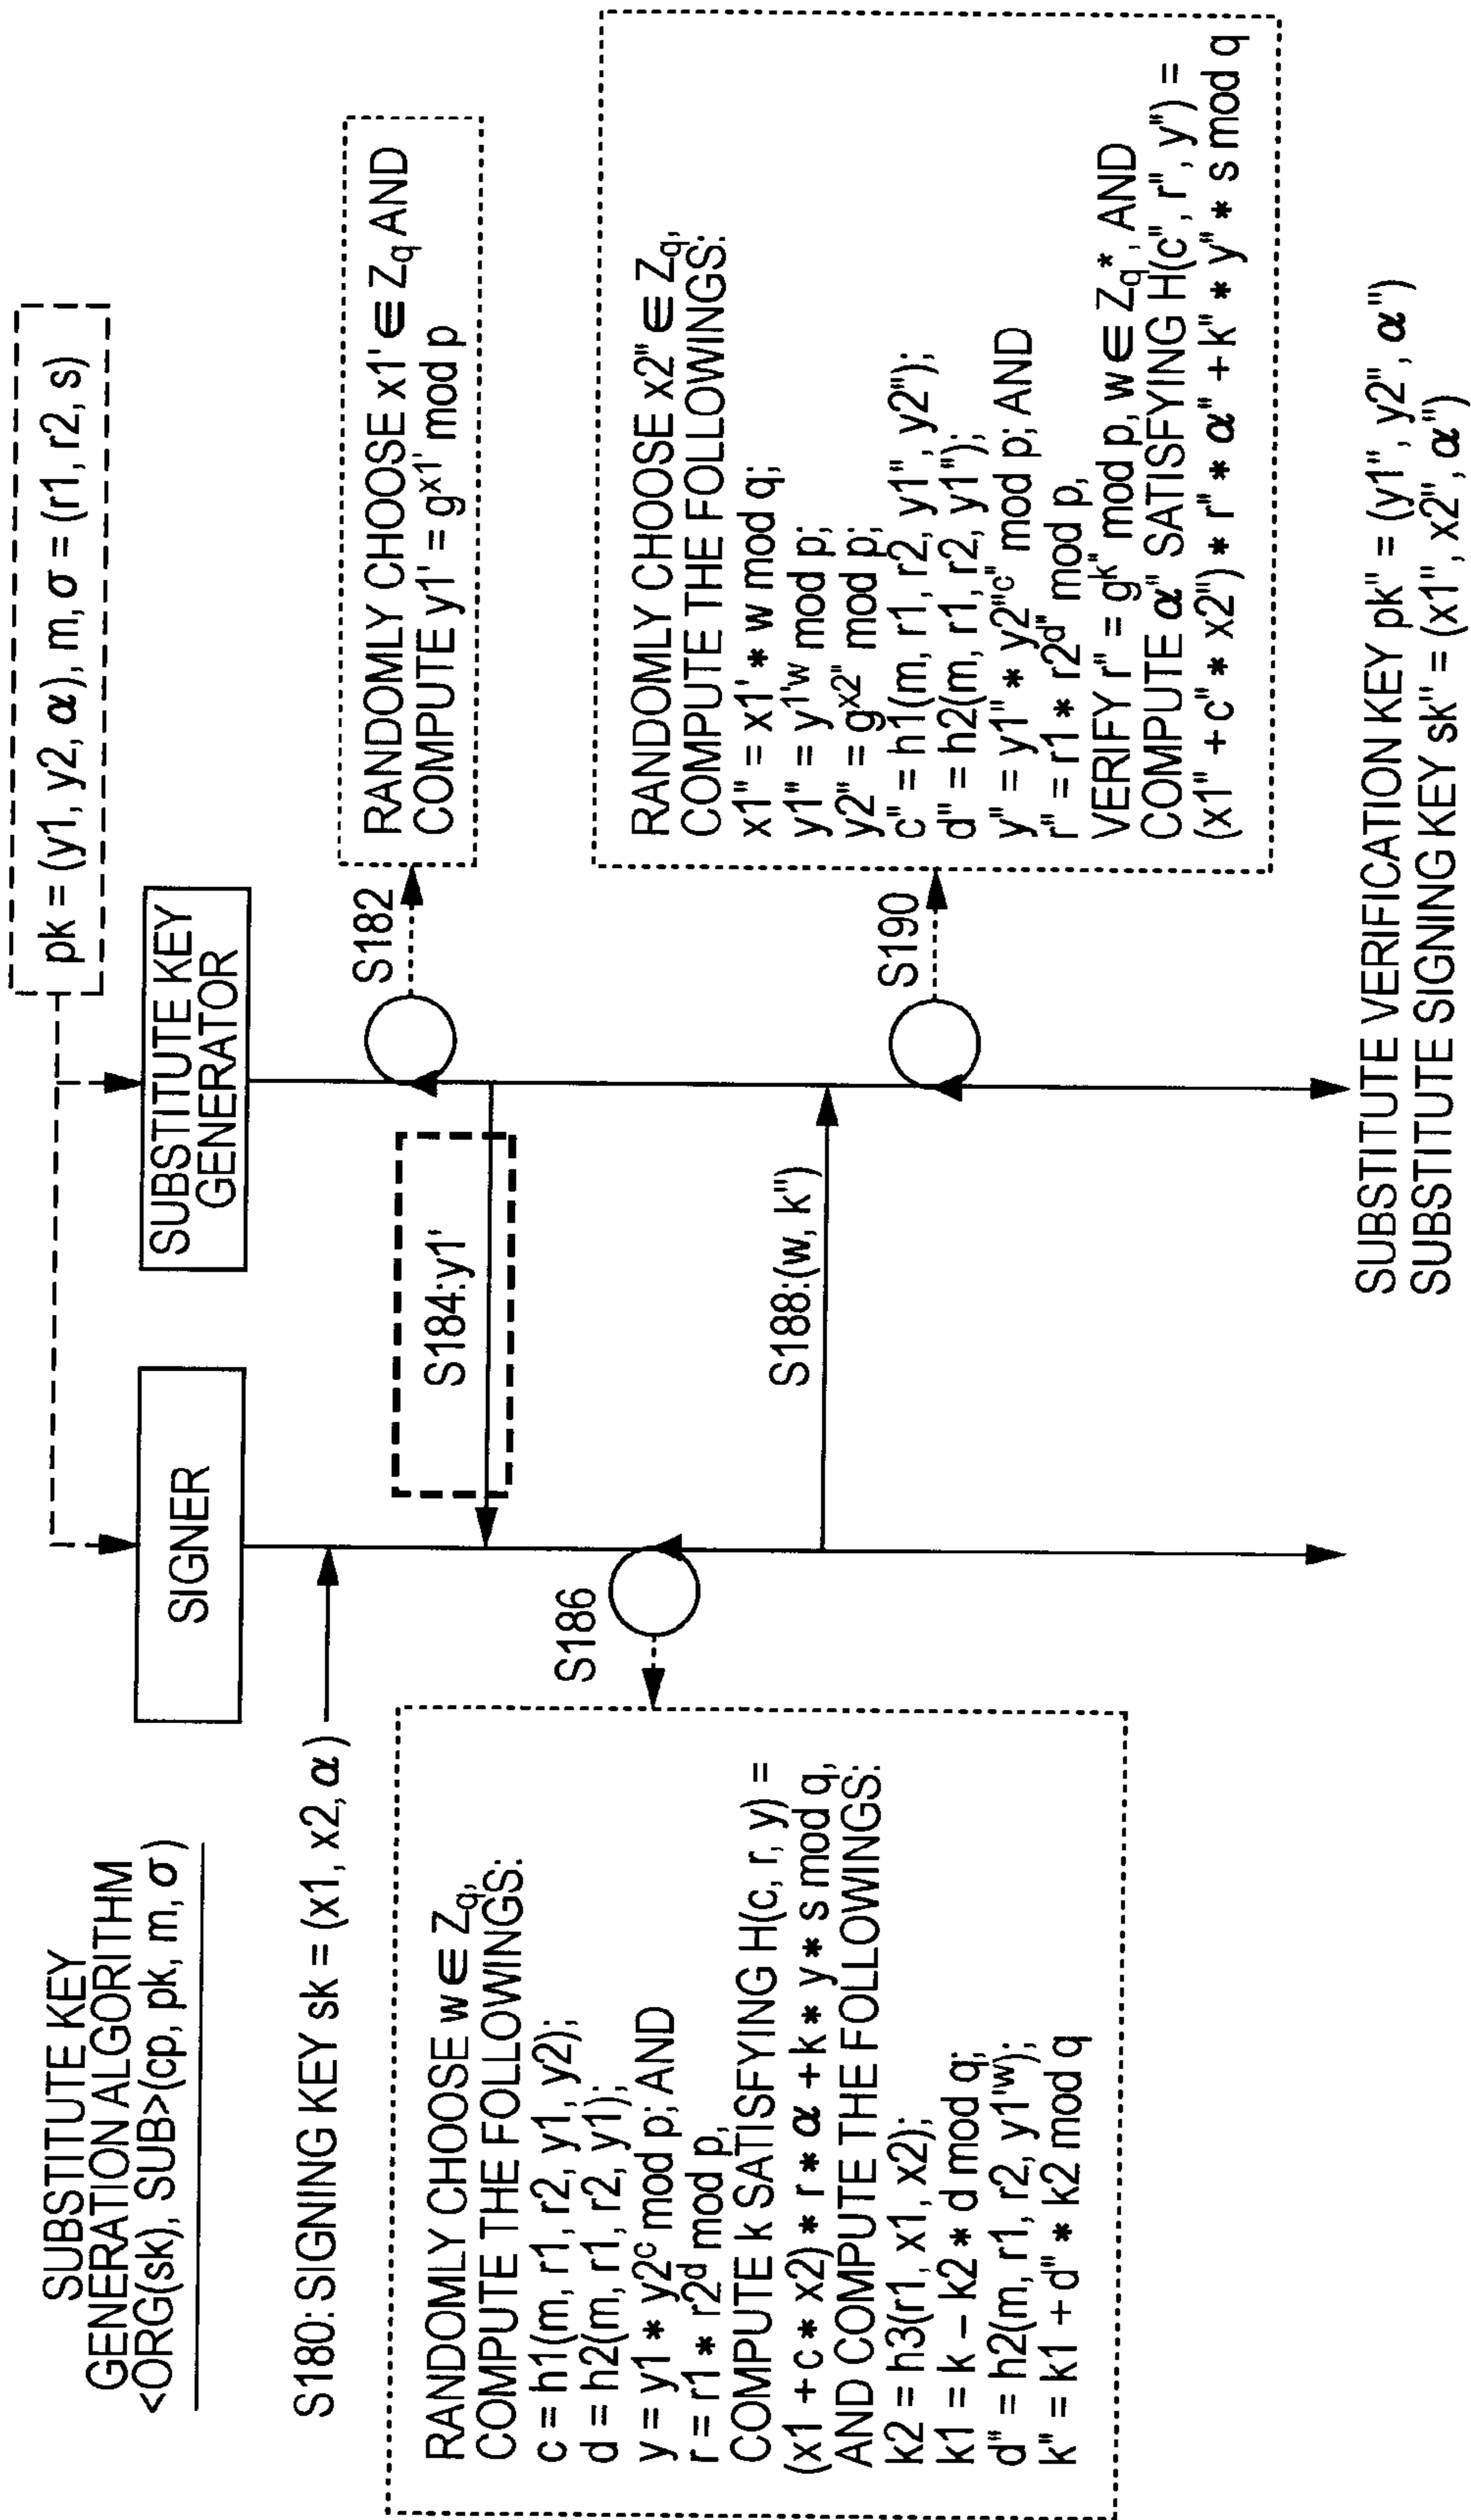 SUBSTITUTE KEY
GENERATION ALGORITHM
<ORG(sk), SUB>(cp, pk, m, σ)
pk = (y1, y2, α), m, σ = (r1, r2, s)
SIGNER
SUBSTITUTE KEY
GENERATOR
S180: SIGNING KEY sk = (x1, x2, α)
S182
RANDOMLY CHOOSE x1' ∈ Zq AND
COMPUTE y1' = g^x1' mod p
S184:y1'
S186
RANDOMLY CHOOSE w ∈ Zq,
COMPUTE THE FOLLOWINGS:
c = h1(m, r1, r2, y1, y2);
d = h2(m, r1, r2, y1);
y = y1 * y2^c mod p; AND
r = r1 * r2^d mod p,
COMPUTE k SATISFYING H(c, r, y) =
(x1 + c * x2) * r * α + k * y * s mod q,
AND COMPUTE THE FOLLOWINGS:
k2 = h3(r1, x1, x2);
k1 = k – k2 * d mod q;
d" = h2(m, r1, r2, y1'^w);
k" = k1 + d" * k2 mod q
S188:(w, k")
S190
RANDOMLY CHOOSE x2" ∈ Zq,
COMPUTE THE FOLLOWINGS:
x1" = x1' * w mod q;
y1" = y1'^w mod p;
y2" = g^x2" mod p;
c" = h1(m, r1, r2, y1", y2");
d" = h2(m, r1, r2, y1");
y" = y1" * y2"^c" mod p; AND
r" = r1 * r2^d" mod p,
VERIFY r" = g^k" mod p, w ∈ Zq*, AND
COMPUTE α" SATISFYING H(c", r", y") =
(x1" + c" * x2") * r" * α" + k" * y" * s mod q
SUBSTITUTE VERIFICATION KEY pk" = (y1", y2", α")
SUBSTITUTE SIGNING KEY sk" = (x1", x2", α")